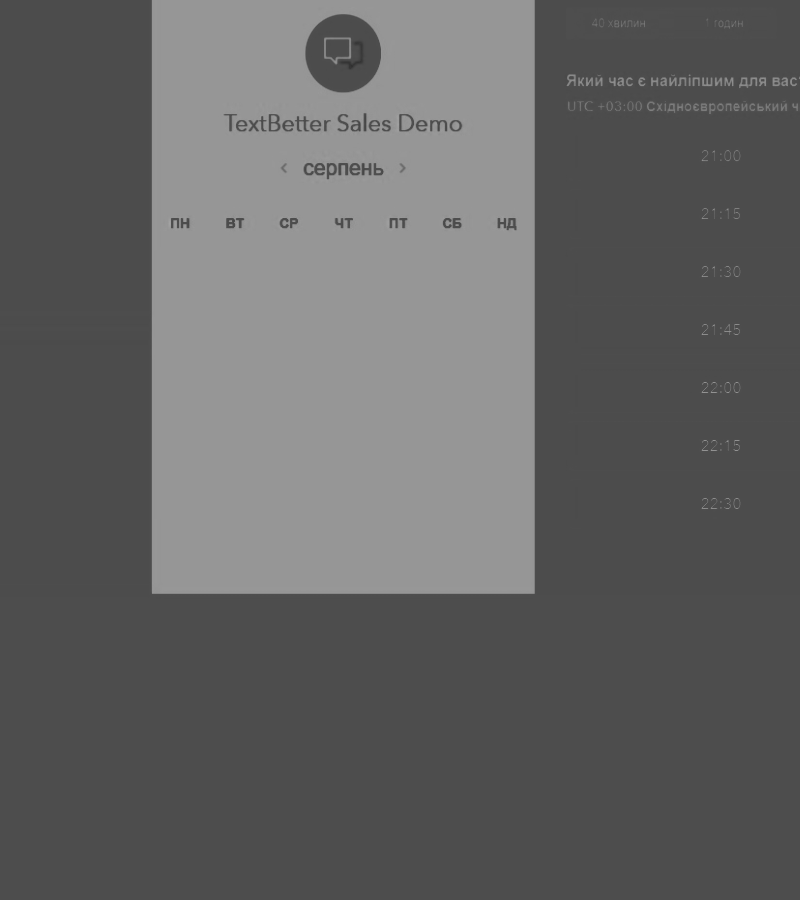 TextBetter Sales Demo
серпень
ПН ВТ СР ЧТ ПТ СБ НД
40 хвилин 1 годин
Який час є найліпшим для вас
UTC +03:00 Східноєвропейський ч
21:00
21:15
21:30
21:45
22:00
22:15
22:30